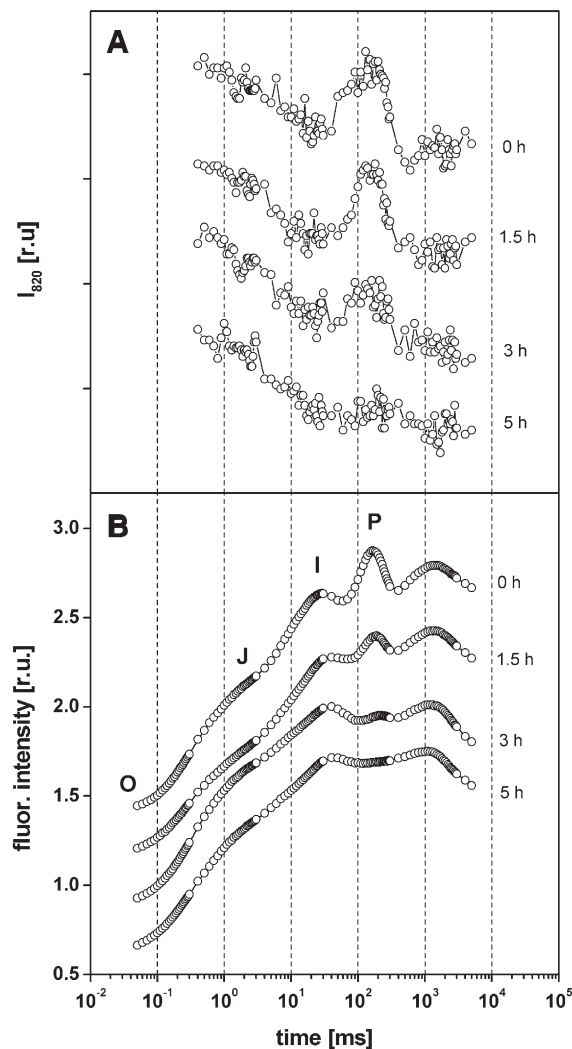 A
I820 [r.u]
0 h
1.5 h
3 h
5 h
B
fluor. intensity [r.u.]
3.0
2.5
2.0
1.5
1.0
0.5
O
J
I
P
0 h
1.5 h
3 h
5 h
10-2 10-1 100 101 102 103 104 105
time [ms]